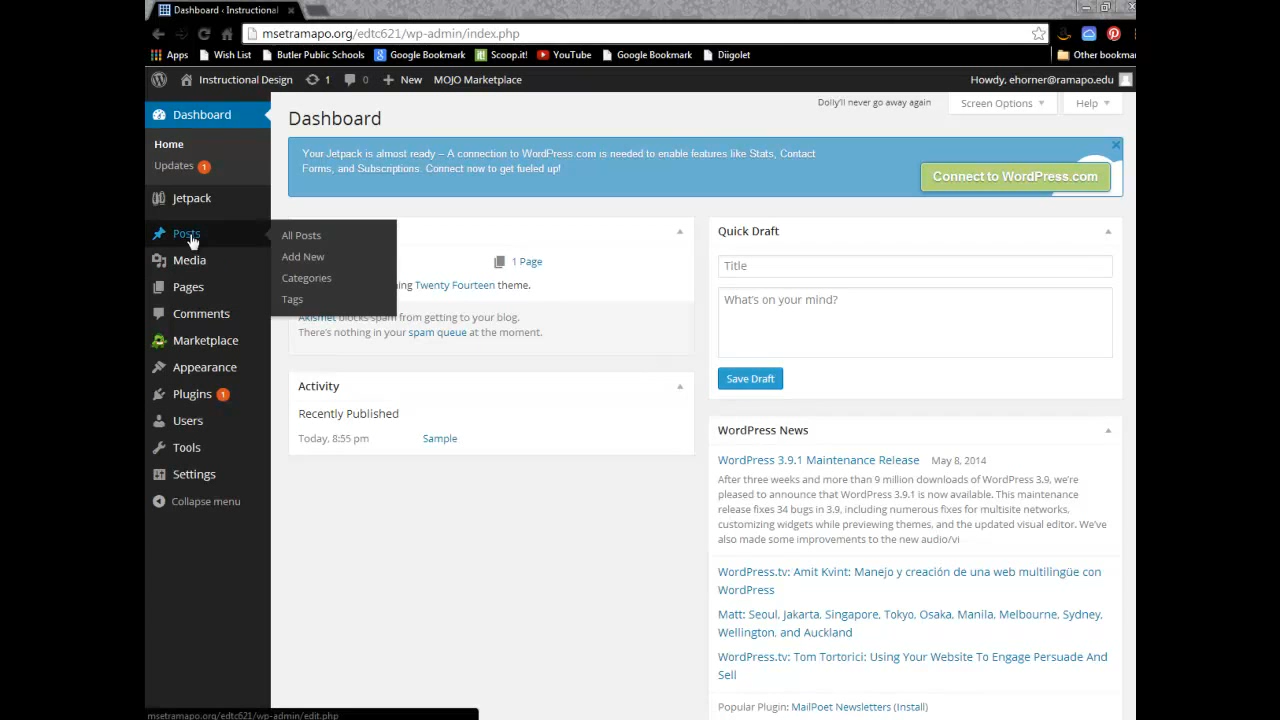 Dashboard ‹ Instructional
msetramapo.org/edtc621/wp-admin/index.php
Apps Wish List Butler Public Schools Google Bookmark Scoop.it! YouTube Google Bookmark Diigolet Other bookmar
Instructional Design 1 0 New MOJO Marketplace Howdy, ehorner@ramapo.edu
Dashboard
Home
Updates 1
Jetpack
Posts
Media
Pages
Comments
Marketplace
Appearance
Plugins 1
Users
Tools
Settings
Collapse menu
All Posts
Add New
Categories
Tags
Dolly'll never go away again
Screen Options
Help
Dashboard
Your Jetpack is almost ready – A connection to WordPress.com is needed to enable features like Stats, Contact
Forms, and Subscriptions. Connect now to get fueled up!
Connect to WordPress.com
1 Page
Twenty Fourteen theme.
blocks spam from getting to your blog.
There's nothing in your spam queue at the moment.
Activity
Recently Published
Today, 8:55 pm Sample
Quick Draft
Title
What's on your mind?
Save Draft
WordPress News
WordPress 3.9.1 Maintenance Release May 8, 2014
After three weeks and more than 9 million downloads of WordPress 3.9, we're
pleased to announce that WordPress 3.9.1 is now available. This maintenance
release fixes 34 bugs in 3.9, including numerous fixes for multisite networks,
customizing widgets while previewing themes, and the updated visual editor. We've
also made some improvements to the new audio/vi
WordPress.tv: Amit Kvint: Manejo y creación de una web multilingüe con
WordPress
Matt: Seoul, Jakarta, Singapore, Tokyo, Osaka, Manila, Melbourne, Sydney,
Wellington, and Auckland
WordPress.tv: Tom Tortorici: Using Your Website To Engage Persuade And
Sell
Popular Plugin: MailPoet Newsletters (Install)
msetramapo.org/edtc621/wp-admin/edit.php